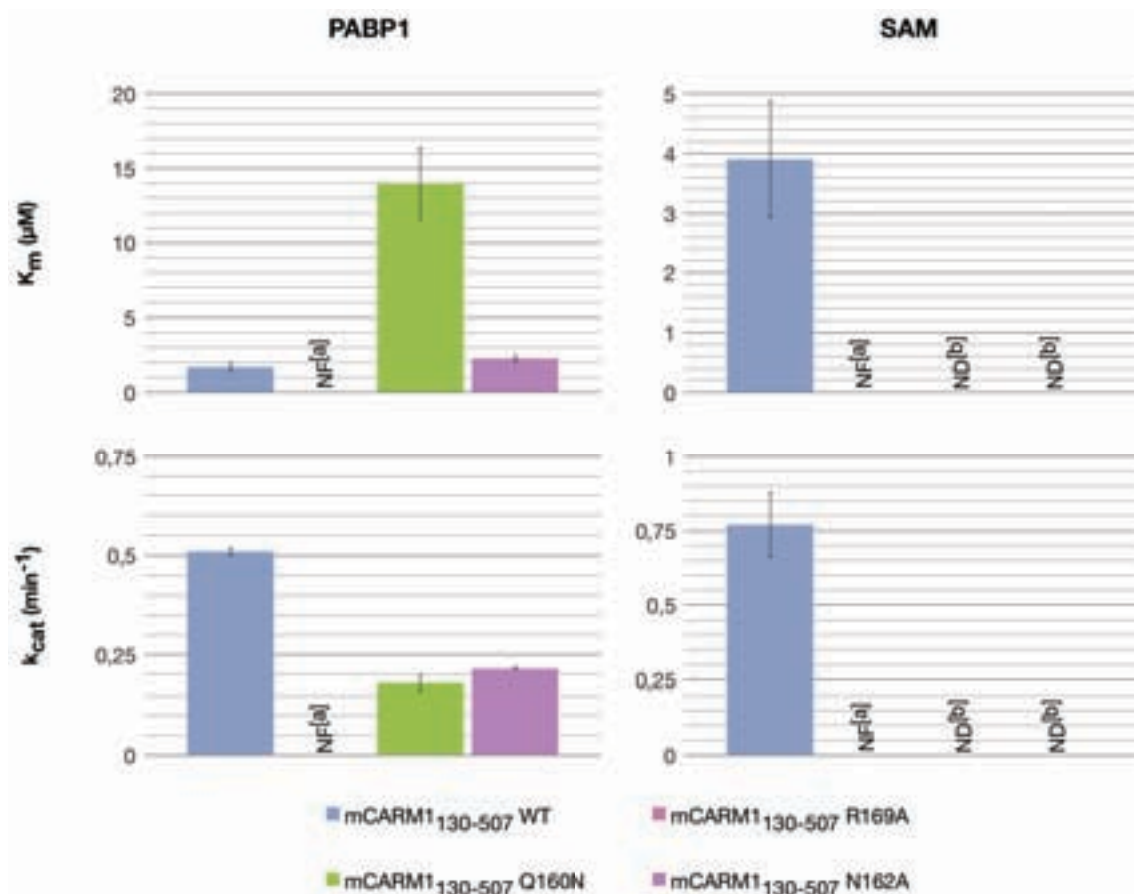 PABP1
SAM
Km (µM)
20
15
10
5
0
NF[a]
5
4
3
2
1
0
NF[a]
ND[b]
ND[b]
kcat (min-1)
0,75
0,5
0,25
0
NF[a]
1
0,75
0,5
0,25
0
NF[a]
ND[b]
ND[b]
mCARM1130-507 WT
mCARM1130-507 R169A
mCARM1130-507 Q160N
mCARM1130-507 N162A